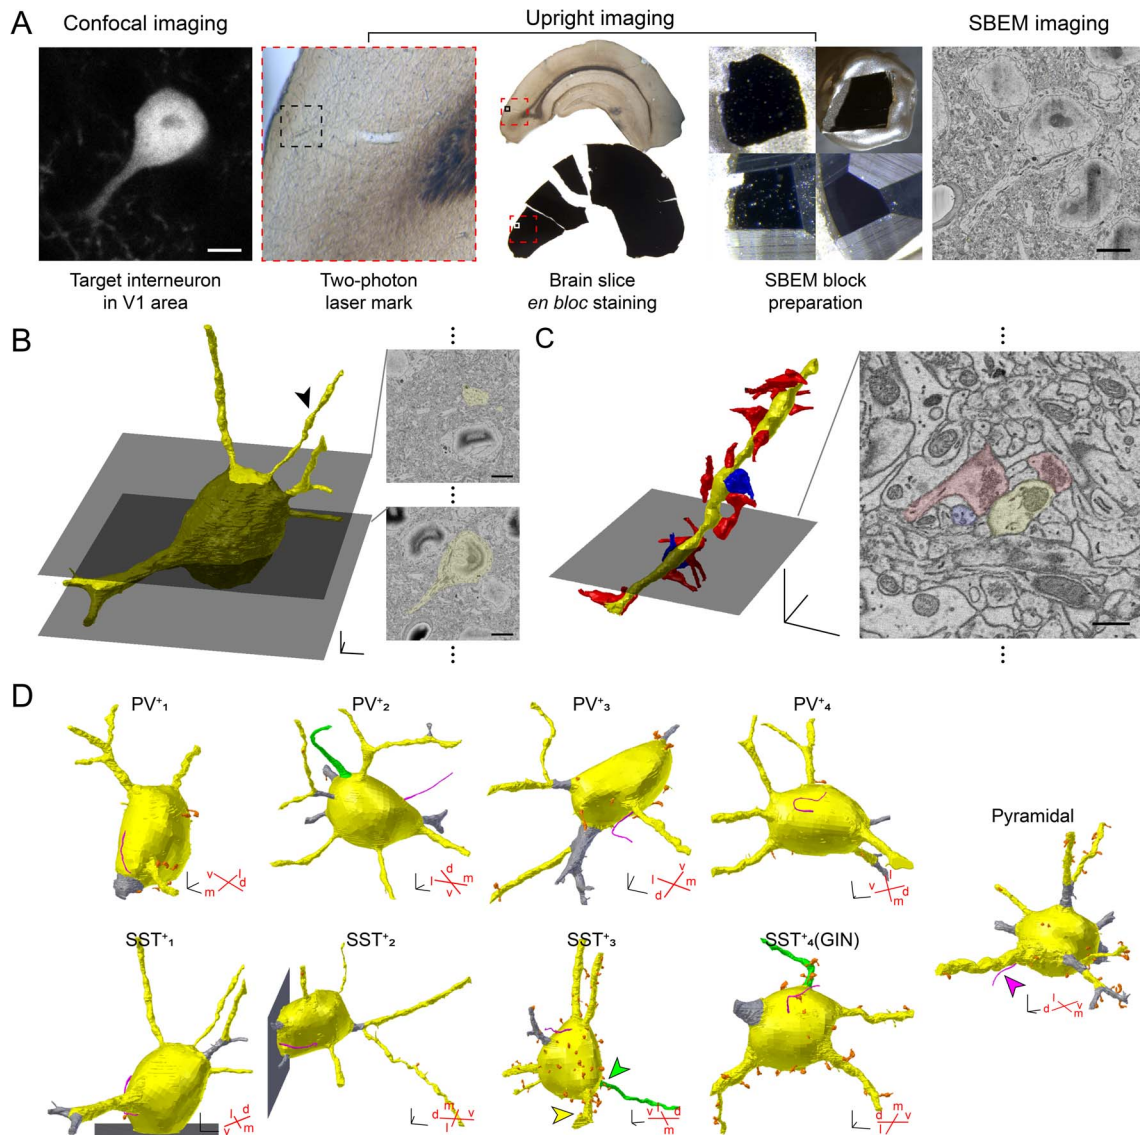 A
Confocal imaging
Upright imaging
SBEM imaging
Target interneuron
in V1 area
Two-photon
laser mark
Brain slice
en bloc staining
SBEM block
preparation
B
C
D
PV⁺₁
PV⁺₂
PV⁺₃
PV⁺₄
Pyramidal
v l
m d
d
l v
m
l m
d
l
v d
m
SST⁺₁
SST⁺₂
SST⁺₃
SST⁺₄(GIN)
l d
v m
m
d v
l
v l d
m
d m
l v
l v
d m